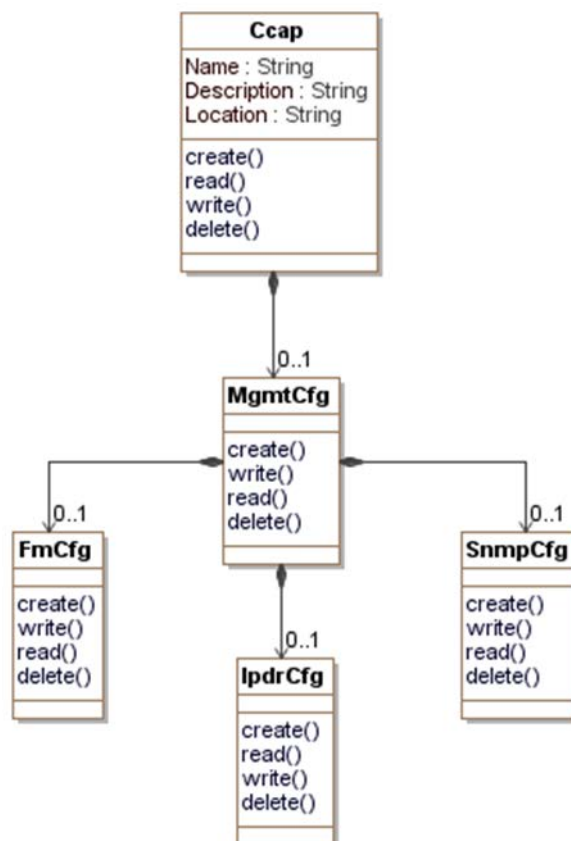 Ccap
Name : String
Description : String
Location : String
create()
read()
write()
delete()
0..1
MgmtCfg
create()
write()
read()
delete()
0..1
FmCfg
create()
write()
read()
delete()
0..1
IpdrCfg
create()
read()
write()
delete()
0..1
SnmpCfg
create()
write()
read()
delete()